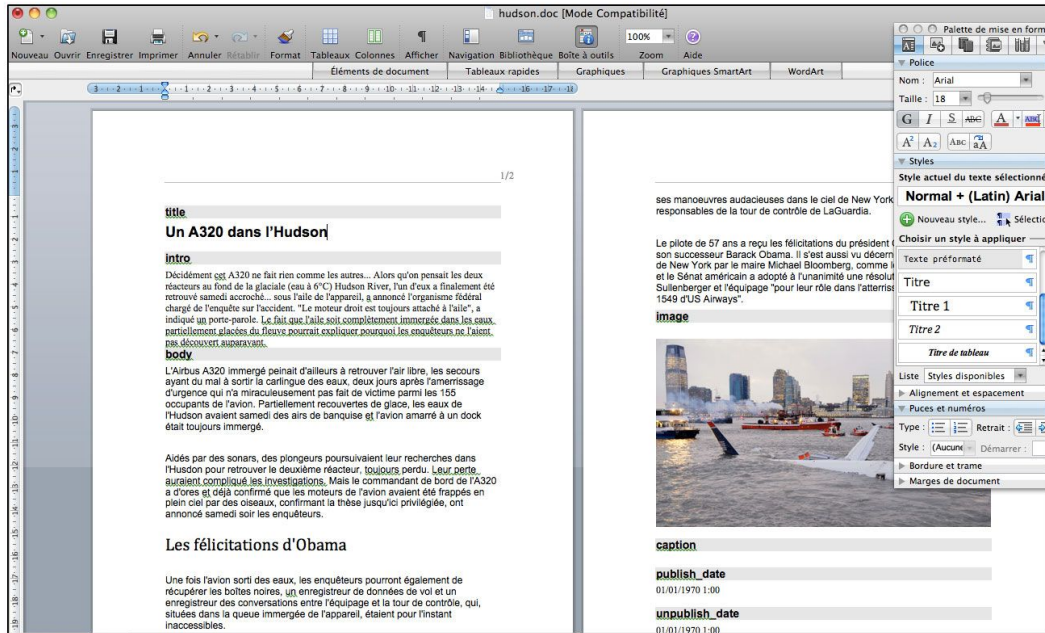 hudson.doc [Mode Compatibilité]
Nouveau Ouvrir Enregistrer Imprimer Annuler Rétablir Format Tableaux Colonnes Afficher Navigation Bibliothèque Boîte à outils Zoom Aide
100%
Éléments de document Tableaux rapides Graphiques Graphiques SmartArt WordArt
1/2
title
Un A320 dans l'Hudson
intro
Décidément cet A320 ne fait rien comme les autres... Alors qu'on pensait les deux
réacteurs au fond de la glaciale (eau à 6°C) Hudson River, l'un d'eux a finalement été
retrouvé samedi accroché... sous l'aile de l'appareil, a annoncé l'organisme fédéral
chargé de l'enquête sur l'accident. "Le moteur droit est toujours attaché à l'aile", a
indiqué un porte-parole. Le fait que l'aile soit complètement immergée dans les eaux
partiellement glacées du fleuve pourrait expliquer pourquoi les enquêteurs ne l'aient
pas découvert auparavant.
body
L'Airbus A320 immergé peinait d'ailleurs à retrouver l'air libre, les secours
ayant du mal à sortir la carlingue des eaux, deux jours après l'amerrissage
d'urgence qui n'a miraculeusement pas fait de victime parmi les 155
occupants de l'avion. Partiellement recouvertes de glace, les eaux de
l'Hudson avaient samedi des airs de banquise et l'avion amarré à un dock
était toujours immergé.
Aidés par des sonars, des plongeurs poursuivaient leur recherches dans
l'Husdon pour retrouver le deuxième réacteur, toujours perdu. Leur perte
auraient compliqué les investigations. Mais le commandant de bord de l'A320
a d'ores et déjà confirmé que les moteurs de l'avion avaient été frappés en
plein ciel par des oiseaux, confirmant la thèse jusqu'ici privilégiée, ont
annoncé samedi soir les enquêteurs.
Les félicitations d'Obama
Une fois l'avion sorti des eaux, les enquêteurs pourront également de
récupérer les boîtes noires, un enregistreur de données de vol et un
enregistreur des conversations entre l'équipage et la tour de contrôle, qui,
situées dans la queue immergée de l'appareil, étaient pour l'instant
inaccessibles.
ses manoeuvres audacieuses dans le ciel de New York
responsables de la tour de contrôle de LaGuardia.
Le pilote de 57 ans a reçu les félicitations du président
son successeur Barack Obama. Il s'est aussi vu décern
de New York par le maire Michael Bloomberg, comme
et le Sénat américain a adopté à l'unanimité une résolut
Sullenberger et l'équipage "pour leur rôle dans l'atterris
1549 d'US Airways".
image
caption
publish_date
01/01/1970 1:00
unpublish_date
01/01/1970 1:00
Palette de mise en form
Police
Nom : Arial
Taille : 18
G I S ABC A ABC
A² A₂ ABC aA
Styles
Style actuel du texte sélectionné
Normal + (Latin) Arial
Nouveau style... Sélectio
Choisir un style à appliquer
Texte préformaté
Titre
Titre 1
Titre 2
Titre de tableau
Liste Styles disponibles
Alignement et espacement
Puces et numéros
Type : Retrait :
Style : (Aucune Démarrer :
Bordure et trame
Marges de document